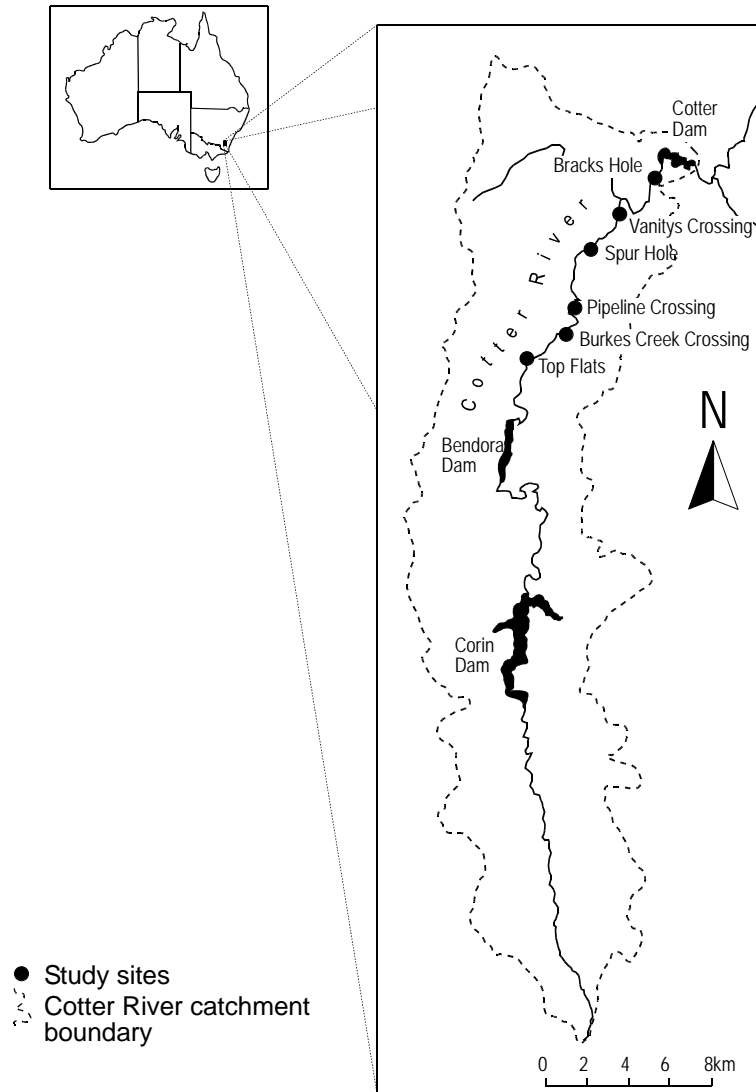 Cotter
Dam
Bracks Hole
Vanitys Crossing
Spur Hole
Cotter River
Pipeline Crossing
Burkes Creek Crossing
Top Flats
Bendora
Dam
N
Corin
Dam
Study sites
Cotter River catchment
boundary
0 2 4 6 8km